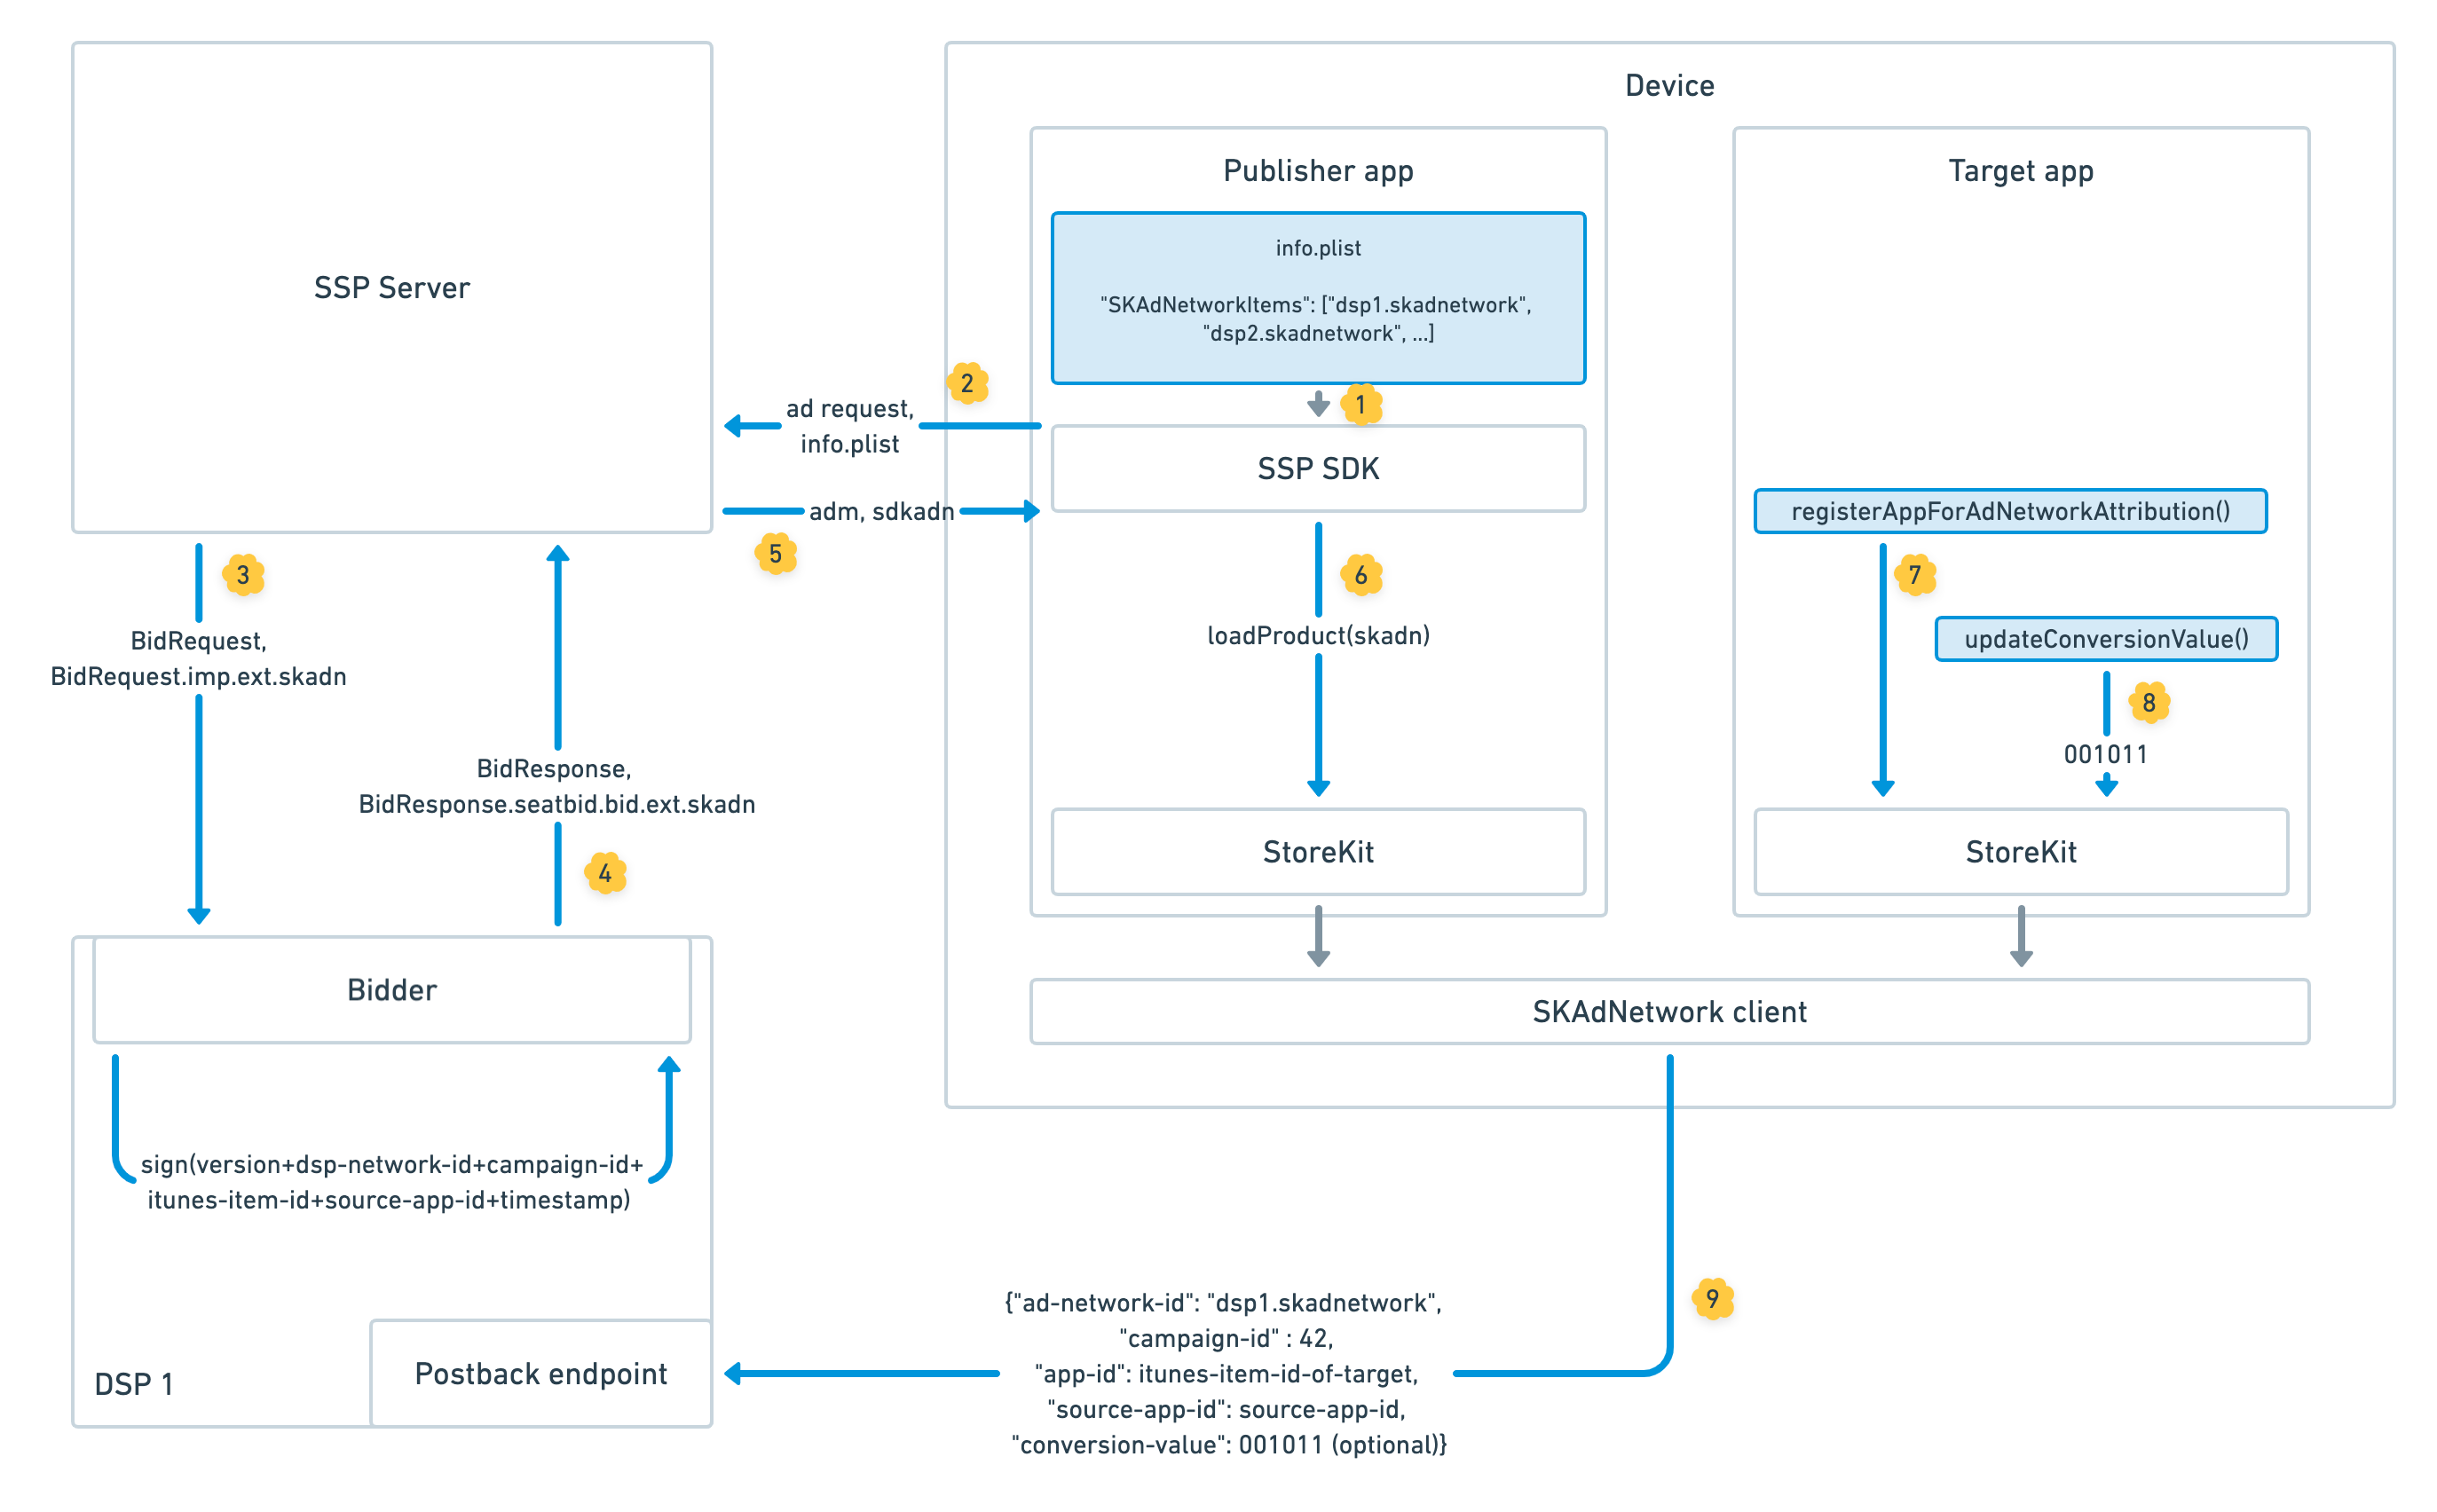 Device
Publisher app
Target app
info.plist
"SKAdNetworkItems": ["dsp1.skadnetwork",
"dsp2.skadnetwork", ...]
SSP Server
1
2
ad request,
info.plist
SSP SDK
adm, sdkadn
5
registerAppForAdNetworkAttribution()
3
6
7
BidRequest,
BidRequest.imp.ext.skadn
loadProduct(skadn)
updateConversionValue()
8
001011
BidResponse,
BidResponse.seatbid.bid.ext.skadn
4
StoreKit
StoreKit
Bidder
SKAdNetwork client
sign(version+dsp-network-id+campaign-id+
itunes-item-id+source-app-id+timestamp)
9
{"ad-network-id": "dsp1.skadnetwork",
"campaign-id" : 42,
"app-id": itunes-item-id-of-target,
"source-app-id": source-app-id,
"conversion-value": 001011 (optional)}
Postback endpoint
DSP 1